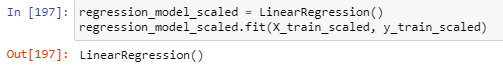 In [197]: regression_model_scaled = LinearRegression()
regression_model_scaled.fit(X_train_scaled, y_train_scaled)
Out[197]: LinearRegression()